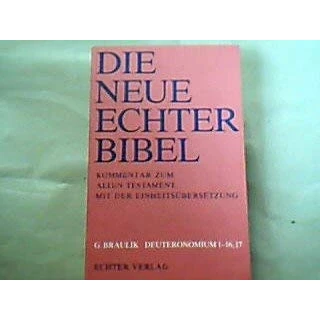 DIE
NEUE
ECHTER
BIBEL
KOMMENTAR ZUM
ALTEN TESTAMENT
MIT DER EINHEITSÜBERSETZUNG
G. BRAULIK DEUTERONOMIUM 1–16,17
ECHTER VERLAG